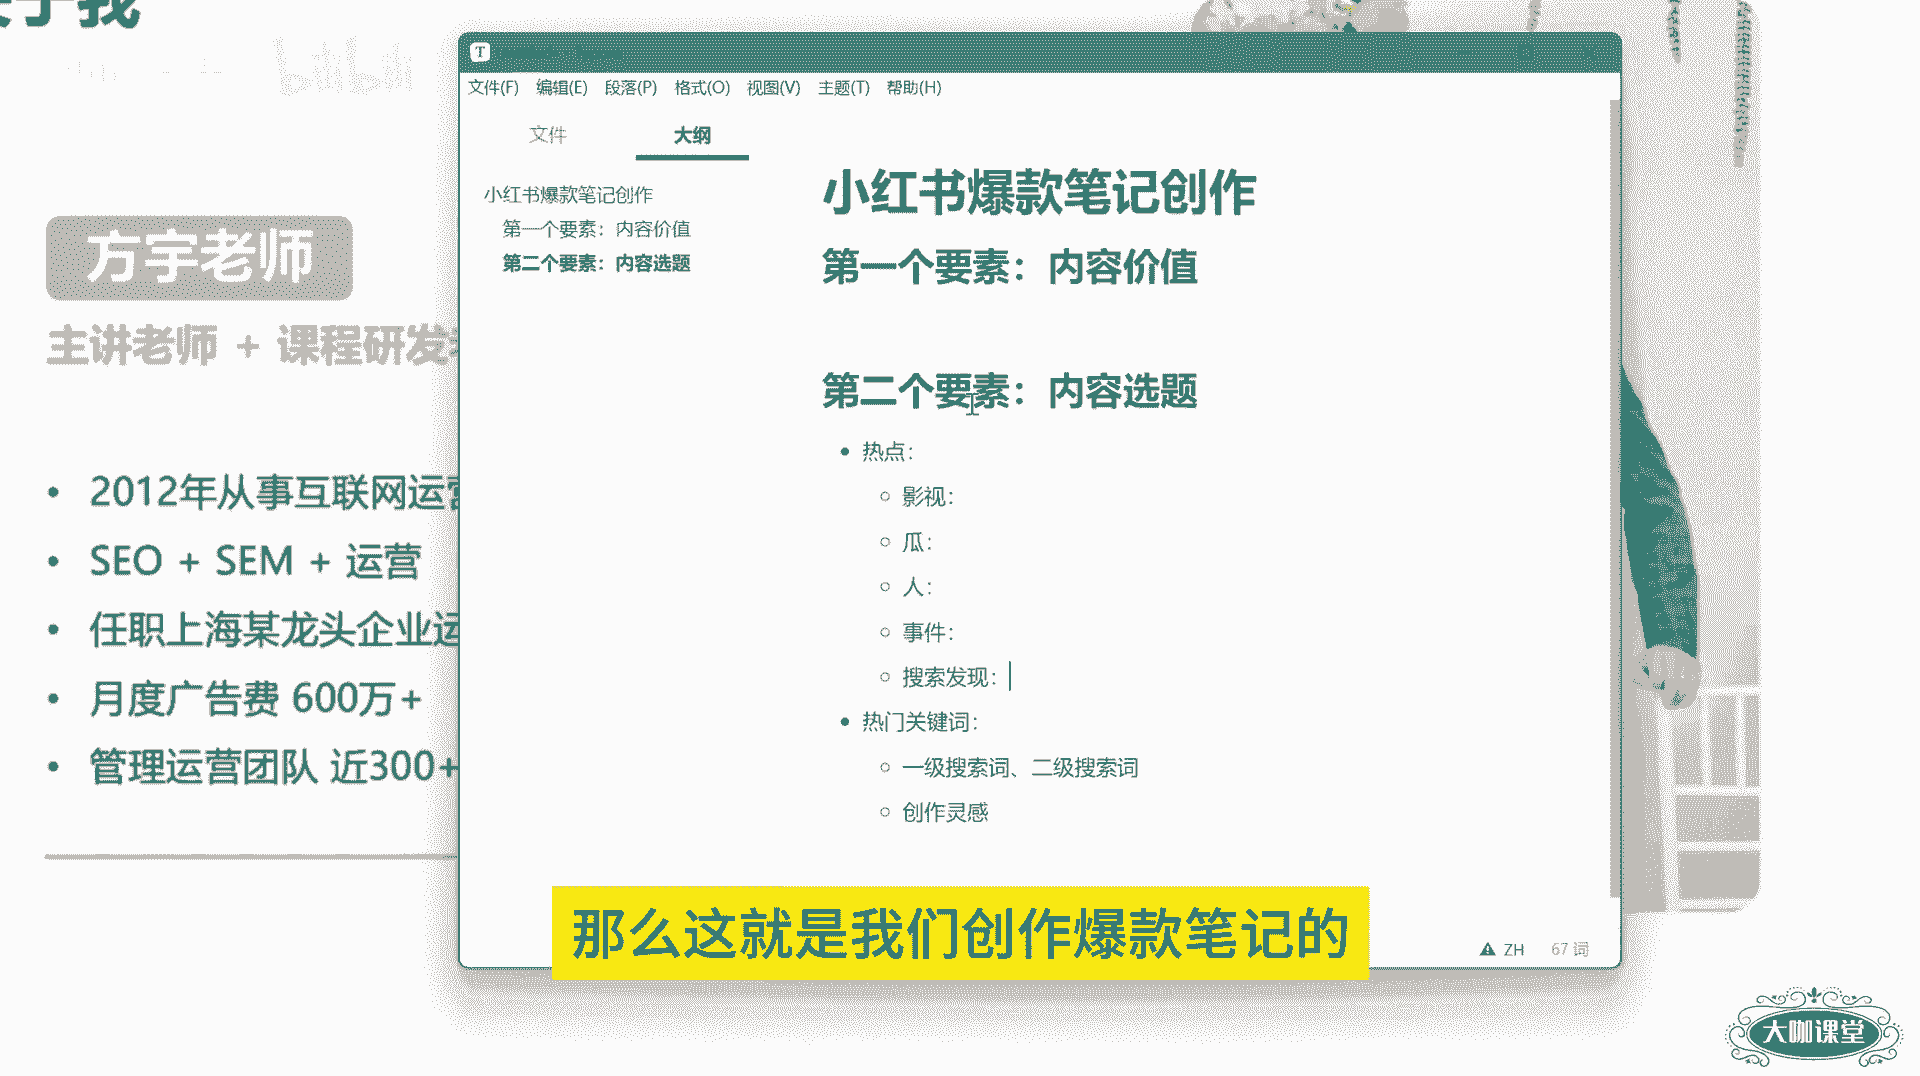 于我
bilibili
方宇老师
主讲老师 + 课程研发
2012年从事互联网运营
SEO + SEM + 运营
任职上海某龙头企业运
月度广告费 600万+
管理运营团队 近300+
T
文件(F) 编辑(E) 段落(P) 格式(O) 视图(V) 主题(T) 帮助(H)
文件 大纲
小红书爆款笔记创作
第一个要素：内容价值
第二个要素：内容选题
小红书爆款笔记创作
第一个要素：内容价值
第二个要素：内容选题
热点：
影视：
瓜：
人：
事件：
搜索发现：
热门关键词：
一级搜索词、二级搜索词
创作灵感
那么这就是我们创作爆款笔记的
ZH 67 词
大咖课堂